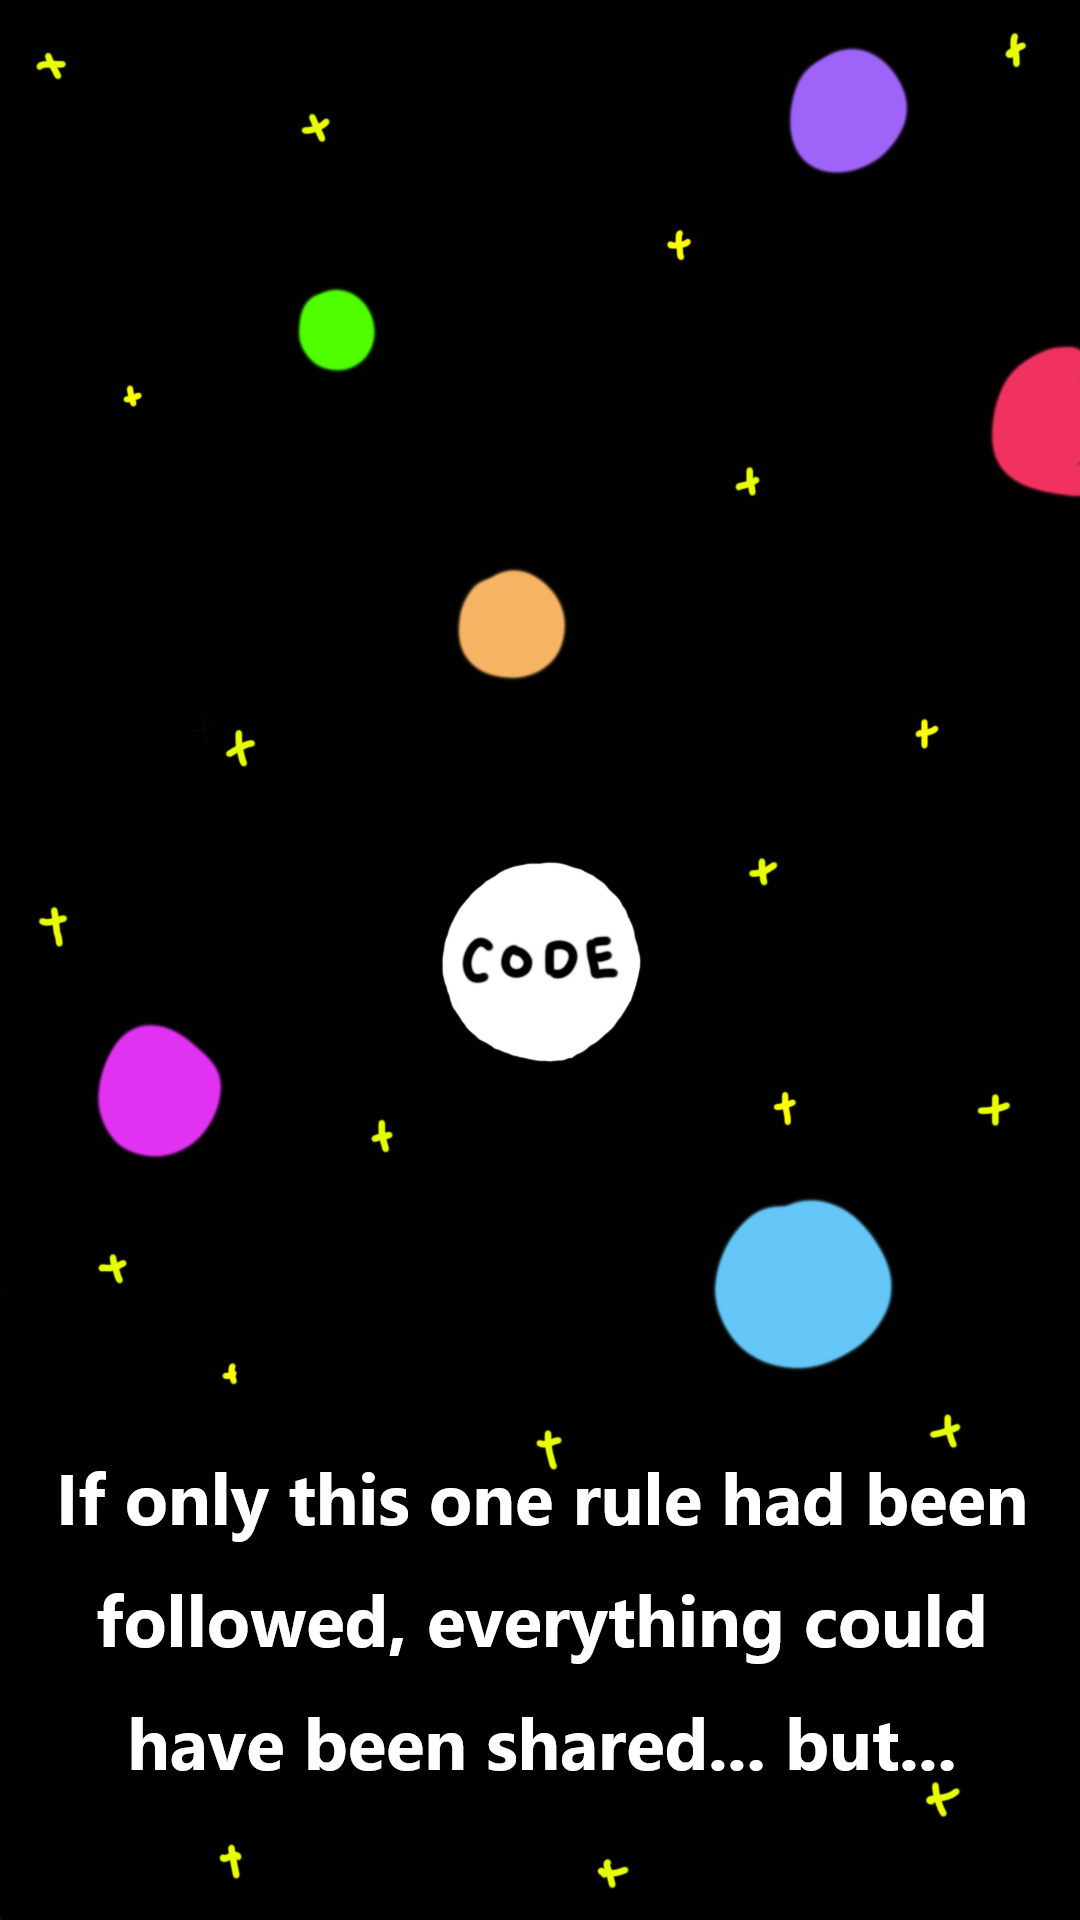 CODE
If only this one rule had been
followed, everything could
have been shared... but...